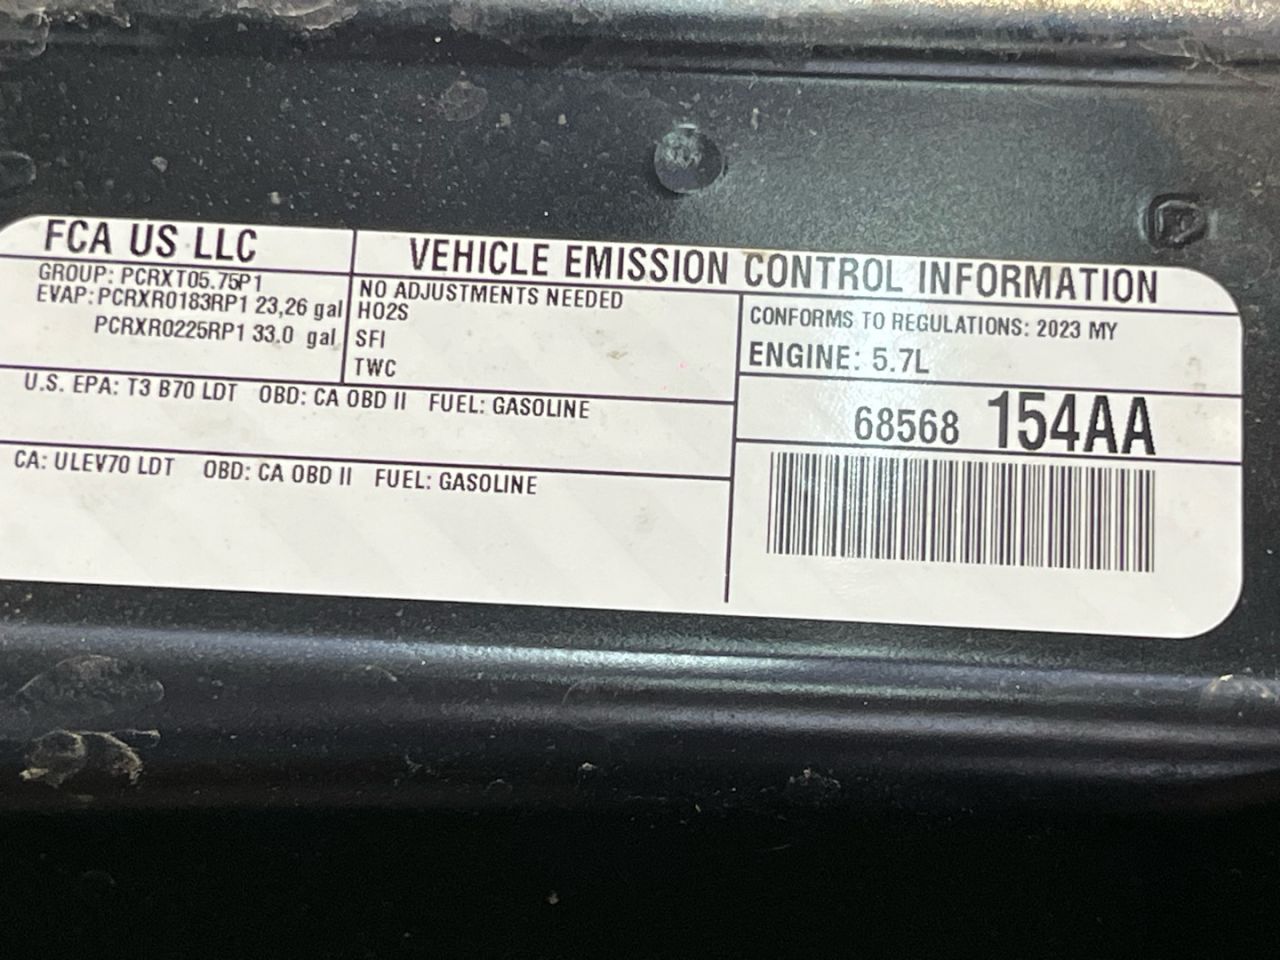 FCA US LLC
VEHICLE EMISSION CONTROL INFORMATION
GROUP: PCRXT05.75P1
EVAP: PCRXR0183RP1 23,26 gal
PCRXR0225RP1 33.0 gal
NO ADJUSTMENTS NEEDED
HO2S
SFI
TWC
CONFORMS TO REGULATIONS: 2023 MY
ENGINE: 5.7L
U.S. EPA: T3 B70 LDT OBD: CA OBD II FUEL: GASOLINE
68568 154AA
CA: ULEV70 LDT OBD: CA OBD II FUEL: GASOLINE